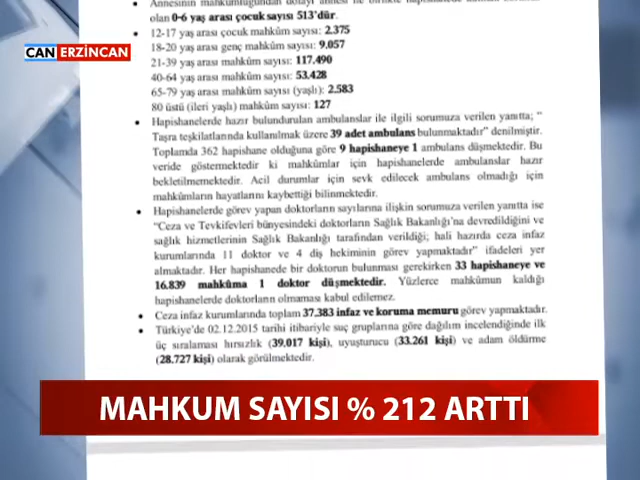 Annesinin mahkumluğundan dolayı annesi ile birlikte hapishanede
olan 0-6 yaş arası çocuk sayısı 513'dür.
• 12-17 yaş arası çocuk mahkûm sayısı: 2.375
18-20 yaş arası genç mahkûm sayısı: 9.057
21-39 yaş arası mahkûm sayısı: 117.490
40-64 yaş arası mahkûm sayısı: 53.428
65-79 yaş arası mahkûm sayısı (yaşlı): 2.583
80 üstü (ileri yaşlı) mahkûm sayısı: 127
• Hapishanelerde hazır bulundurulan ambulanslar ile ilgili sorumuza verilen yanıtta; "
Taşra teşkilatlarında kullanılmak üzere 39 adet ambulans bulunmaktadır" denilmiştir.
Toplamda 362 hapishane olduğuna göre 9 hapishaneye 1 ambulans düşmektedir. Bu
veride göstermektedir ki mahkûmlar için hapishanelerde ambulanslar hazır
bekletilmemektedir. Acil durumlar için sevk edilecek ambulans olmadığı için
mahkûmların hayatlarını kaybettiği bilinmektedir.
• Hapishanelerde görev yapan doktorların sayılarına ilişkin sorumuza verilen yanıtta ise
"Ceza ve Tevkifevleri bünyesindeki doktorların Sağlık Bakanlığı'na devredildiğini ve
sağlık hizmetlerinin Sağlık Bakanlığı tarafından verildiği; hali hazırda ceza infaz
kurumlarında 11 doktor ve 4 diş hekiminin görev yapmaktadır" ifadeleri yer
almaktadır. Her hapishanede bir doktorun bulunması gerekirken 33 hapishaneye ve
16.839 mahkûma 1 doktor düşmektedir. Yüzlerce mahkûmun kaldığı
hapishanelerde doktorların olmaması kabul edilemez.
• Ceza infaz kurumlarında toplam 37.383 infaz ve koruma memuru görev yapmaktadır.
• Türkiye'de 02.12.2015 tarihi itibariyle suç gruplarına göre dağılım incelendiğinde ilk
üç sıralaması hırsızlık (39.017 kişi), uyuşturucu (33.261 kişi) ve adam öldürme
(28.727 kişi) olarak görülmektedir.
CAN ERZİNCAN
MAHKUM SAYISI % 212 ARTTI